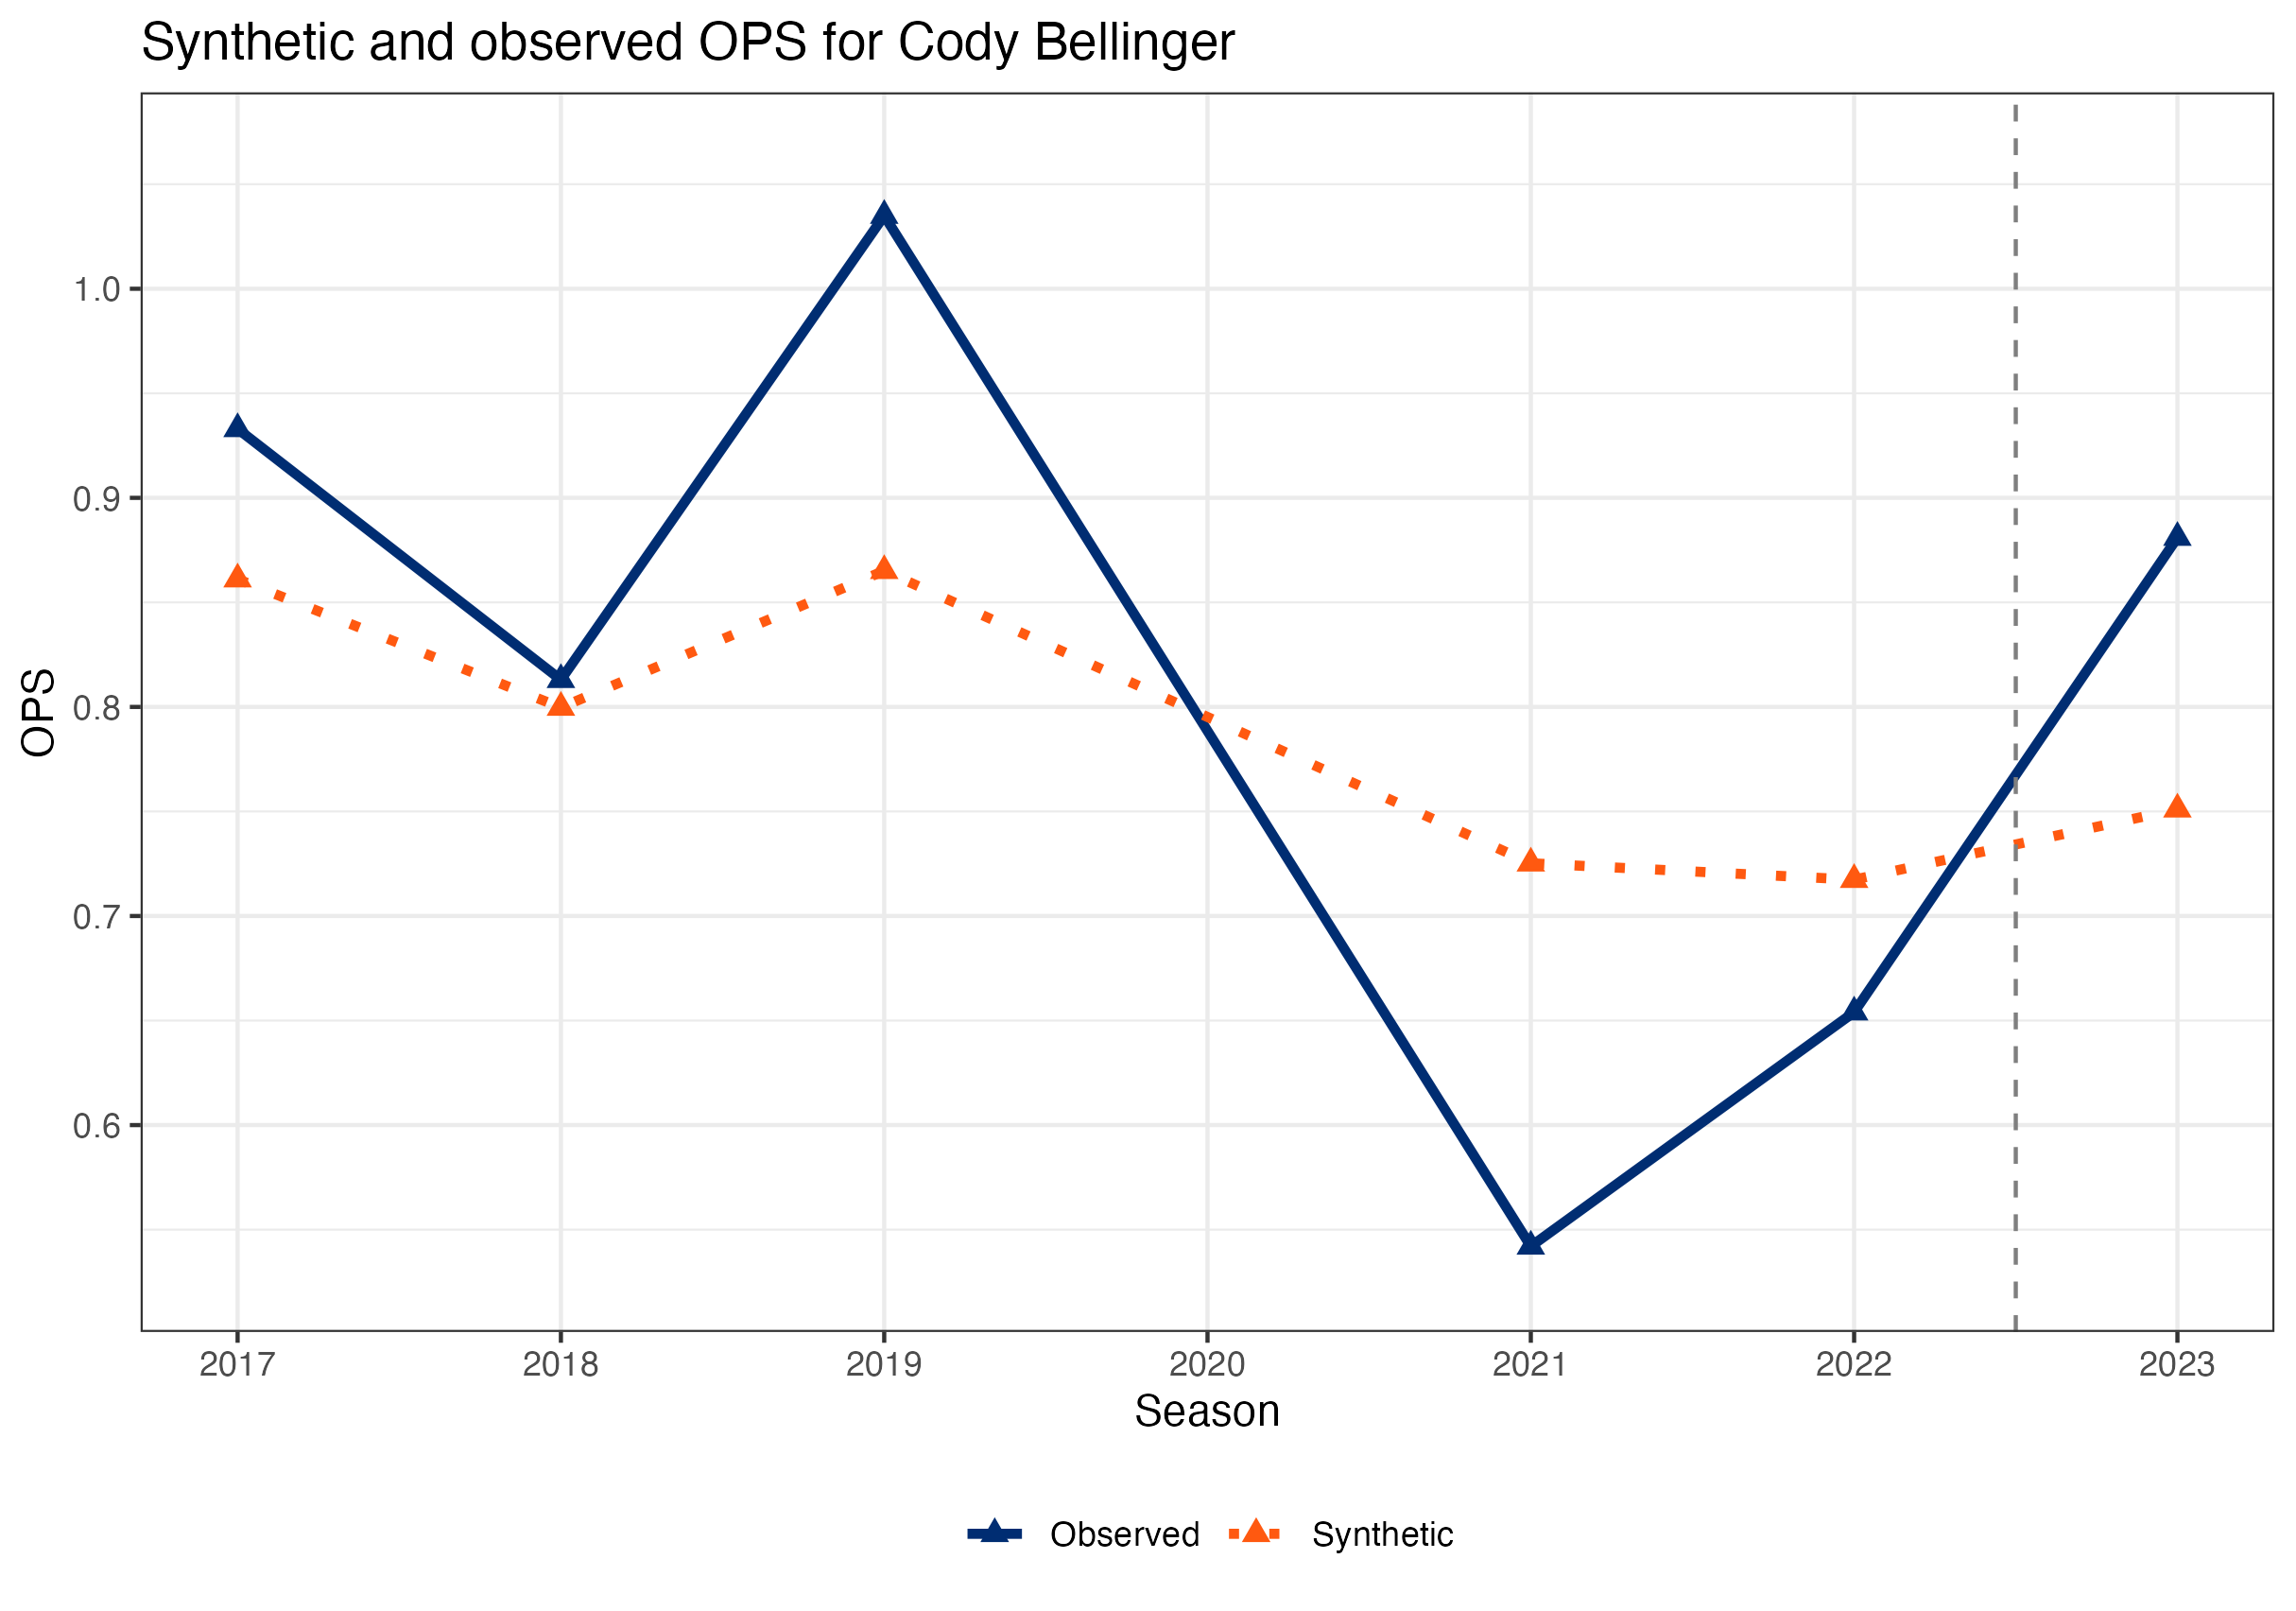 Synthetic and observed OPS for Cody Bellinger
OPS
1.0
0.9
0.8
0.7
0.6
2017 2018 2019 2020 2021 2022 2023
Season
Observed Synthetic